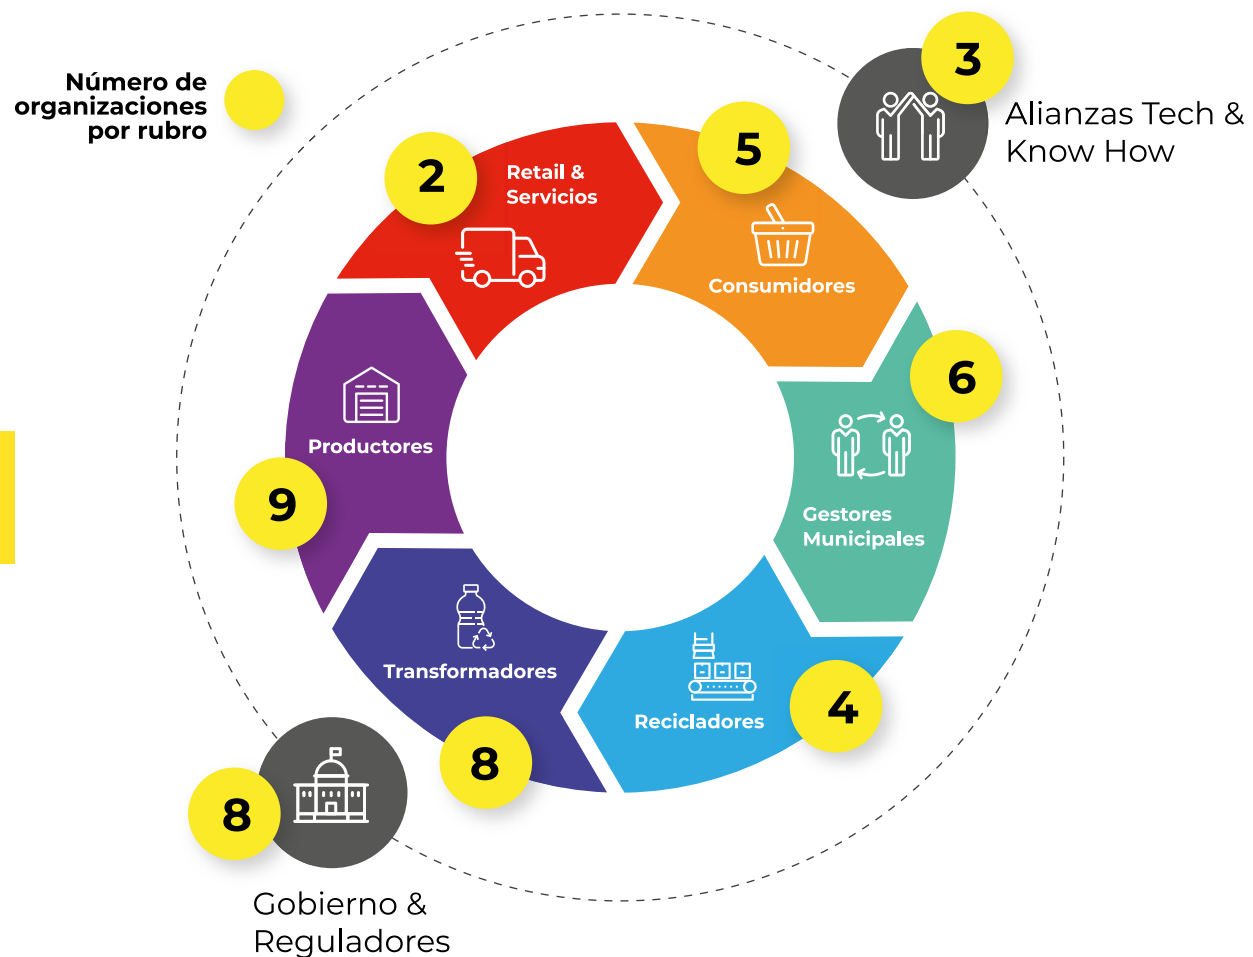 Número de
organizaciones
por rubro
3
Alianzas Tech &
Know How
2
Retail &
Servicios
5
Consumidores
6
Gestores
Municipales
4
Recicladores
8
Transformadores
9
Productores
8
Gobierno &
Reguladores